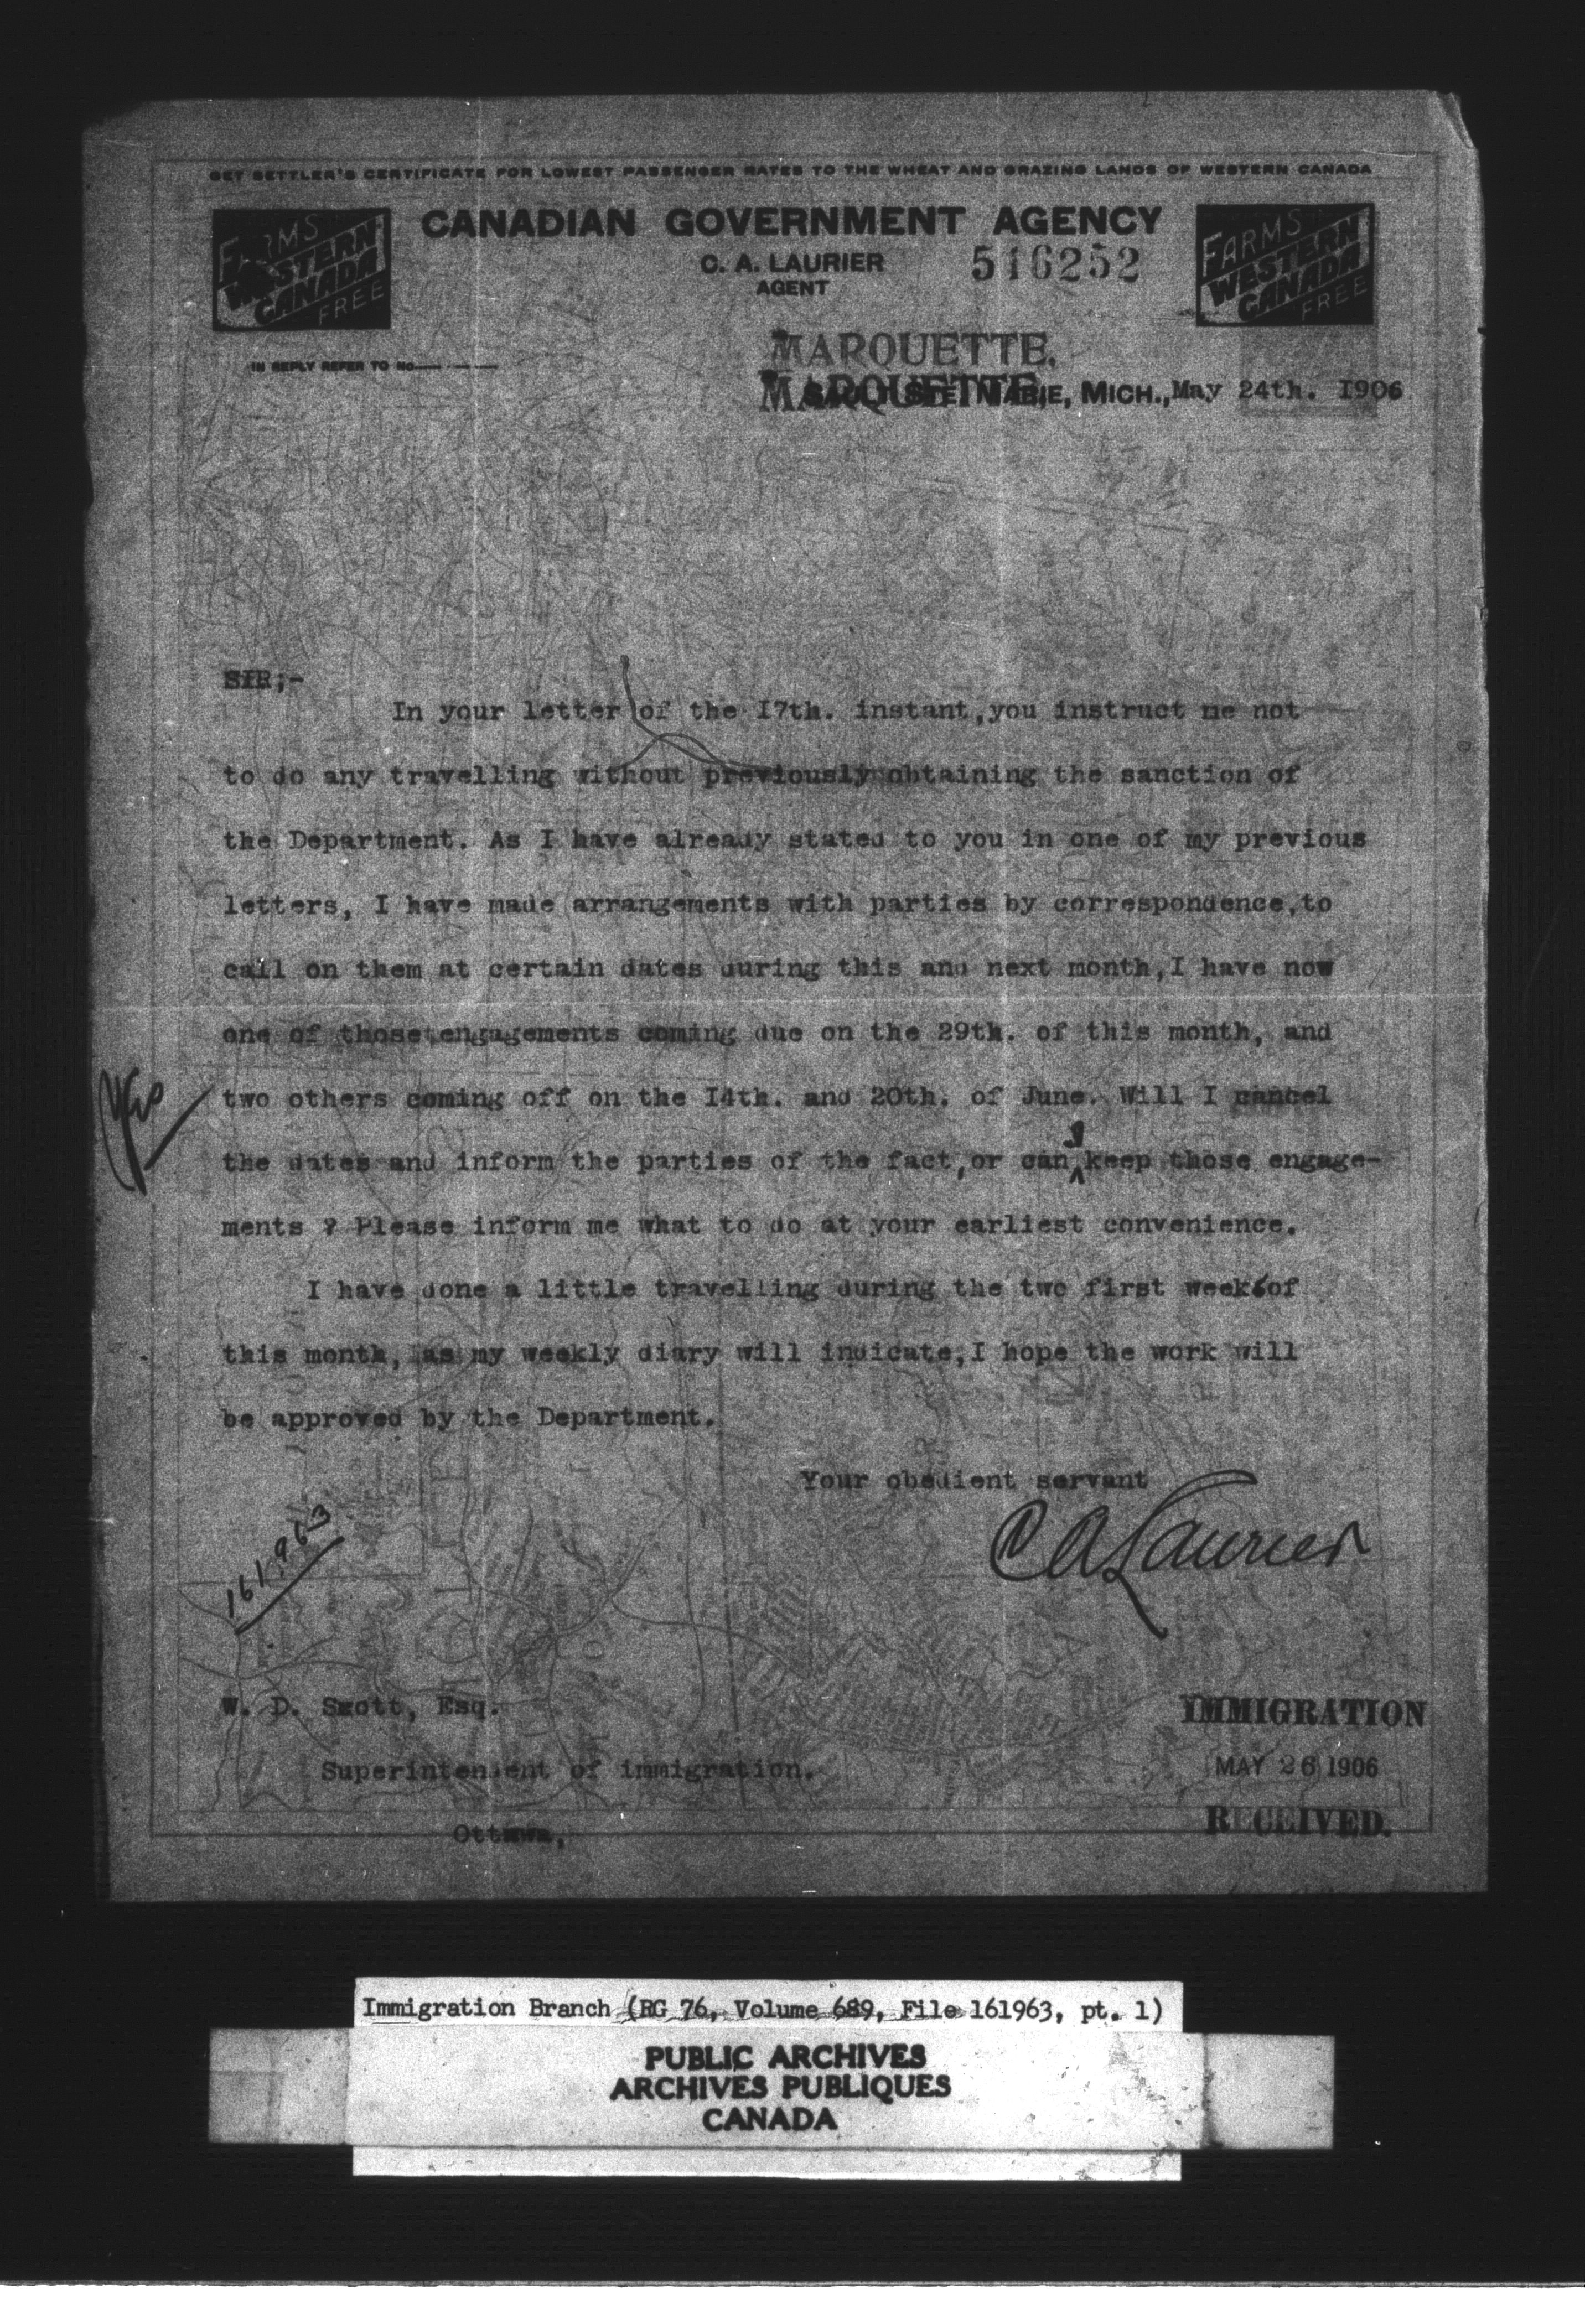 GET SETTLER'S CERTIFICATE FOR LOWEST PASSENGER RATES TO THE WHEAT AND GRAZING LANDS OF WESTERN CANADA
FARMS
WESTERN
CANADA
FREE
CANADIAN GOVERNMENT AGENCY
C. A. LAURIER
AGENT
516252
FARMS
WESTERN
CANADA
FREE
IN REPLY REFER TO No.
MARQUETTE,
MARQUETTE,
SAULT STE. MARIE, MICH., May 24th. I906
SIR;-
In your letter of the I7th. instant,you instruct me not
to do any travelling without previously obtaining the sanction of
the Department. As I have already stated to you in one of my previous
letters, I have made arrangements with parties by correspondence,to
call on them at certain dates during this and next month,I have now
one of those engagements coming due on the 29th. of this month, and
two others coming off on the I4th. and 20th. of June. Will I cancel
the dates and inform the parties of the fact,or can I keep those engage-
ments ? Please inform me what to do at your earliest convenience.
I have done a little travelling during the two first weeks of
this month, as my weekly diary will indicate,I hope the work will
be approved by the Department.
Your obedient servant
C A Laurier
161963
W. D. Scott, Esq.
Superintendent of immigration.
Ottawa,
IMMIGRATION
MAY 26 1906
RECEIVED.
Immigration Branch (RG 76, Volume 689, File 161963, pt. 1)
PUBLIC ARCHIVES
ARCHIVES PUBLIQUES
CANADA